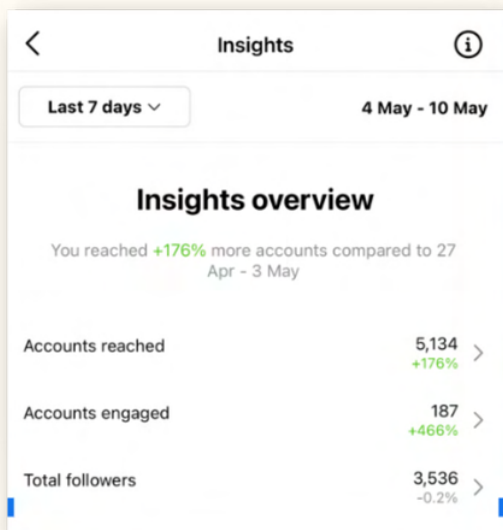 Insights
Last 7 days
4 May - 10 May
Insights overview
You reached +176% more accounts compared to 27
Apr - 3 May
Accounts reached
5,134
+176%
Accounts engaged
187
+466%
Total followers
3,536
-0.2%